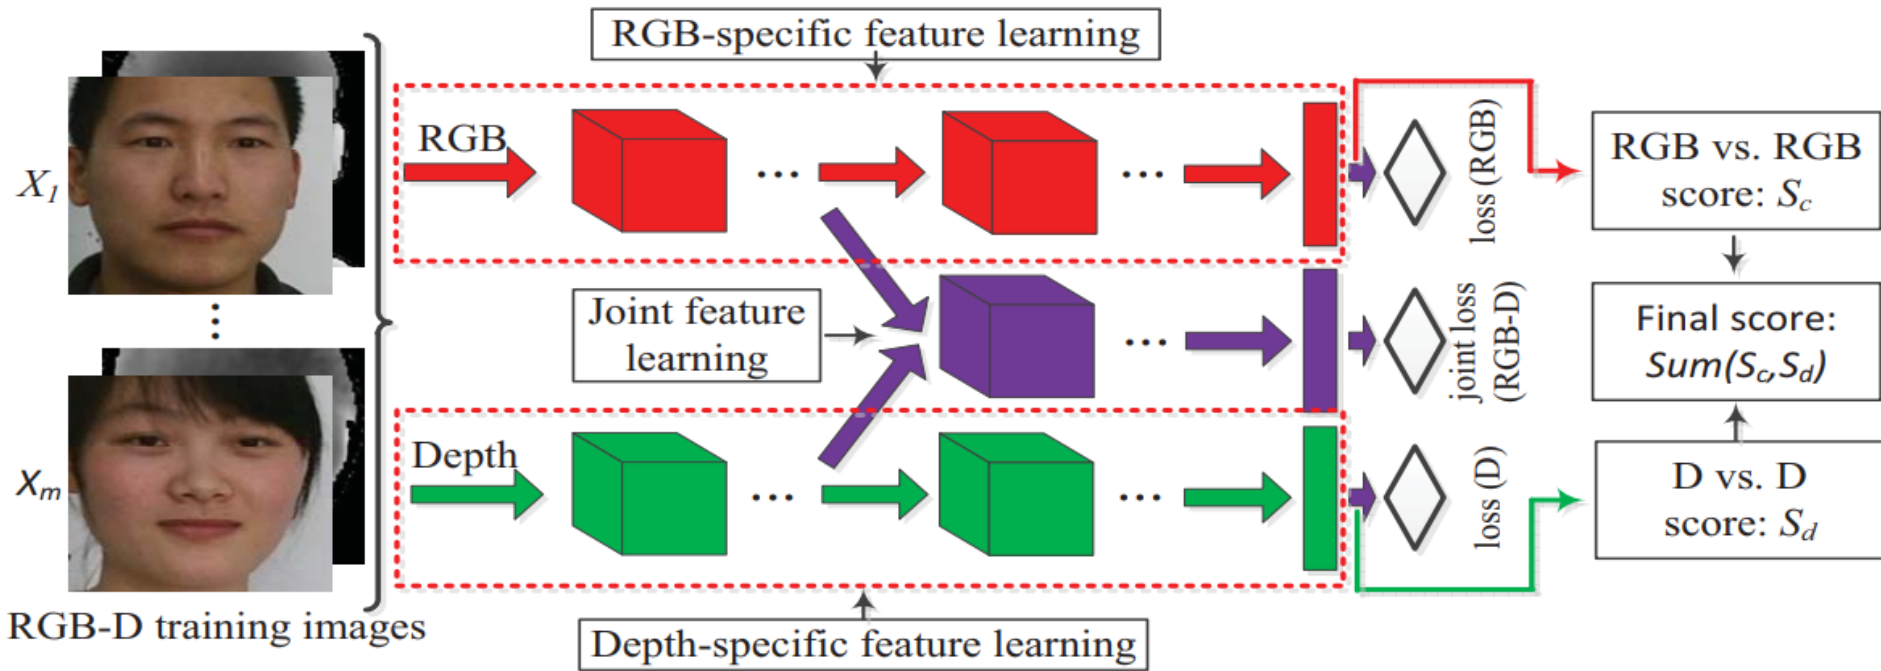 RGB-specific feature learning
RGB
...
...
X1
loss (RGB)
RGB vs. RGB
score: Sc
...
Joint feature
learning
...
joint loss
(RGB-D)
Final score:
Sum(Sc,Sd)
Xm
Depth
...
...
loss (D)
D vs. D
score: Sd
RGB-D training images
Depth-specific feature learning